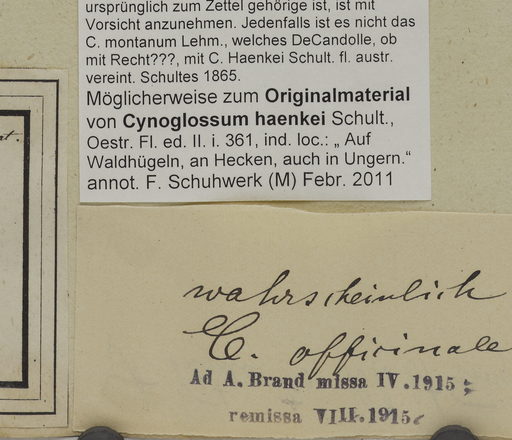 ursprünglich zum Zettel gehörige ist, ist mit
Vorsicht anzunehmen. Jedenfalls ist es nicht das
C. montanum Lehm., welches DeCandolle, ob
mit Recht???, mit C. Haenkei Schult. fl. austr.
vereint. Schultes 1865.
Möglicherweise zum Originalmaterial
von Cynoglossum haenkei Schult.,
Oestr. Fl. ed. II. i. 361, ind. loc.: „ Auf
Waldhügeln, an Hecken, auch in Ungern.“
annot. F. Schuhwerk (M) Febr. 2011
wahrscheinlich
C. officinale
Ad A. Brand missa IV. 1915 ;
remissa VIII. 1915